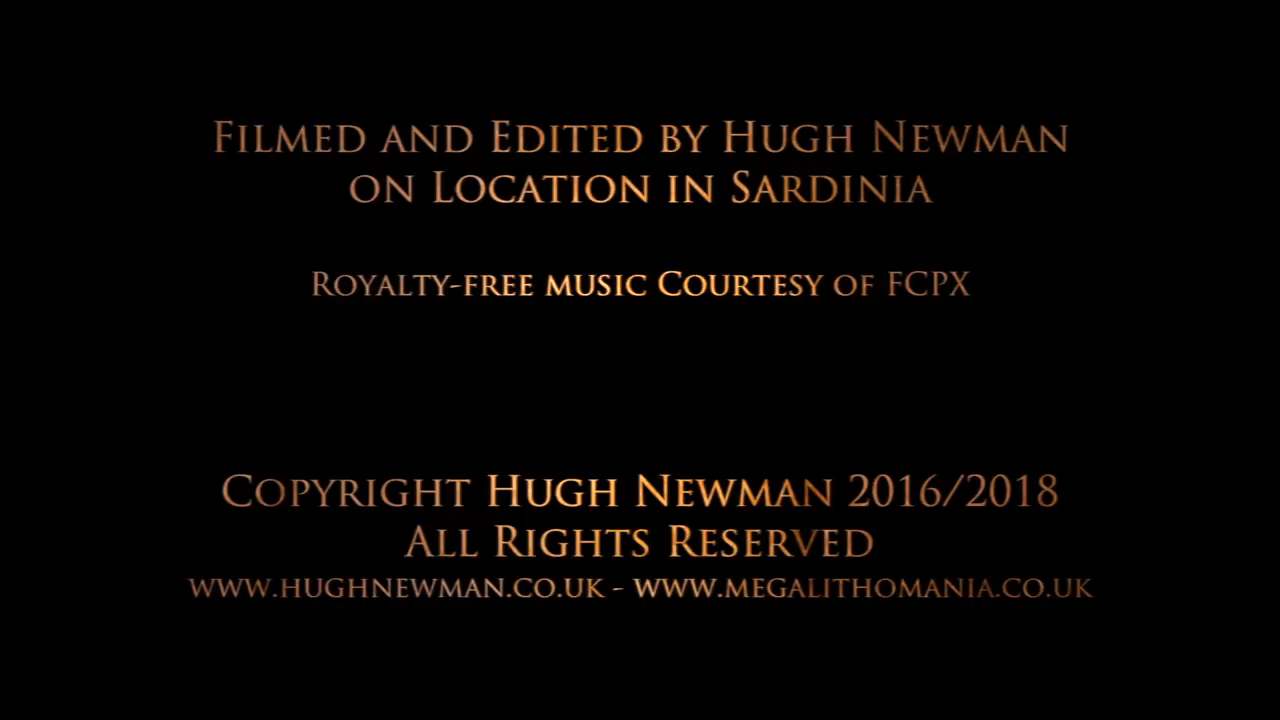 Filmed and Edited by Hugh Newman
on Location in Sardinia
Royalty-free music Courtesy of FCPX
Copyright Hugh Newman 2016/2018
All Rights Reserved
www.hughnewman.co.uk - www.megalithomania.co.uk